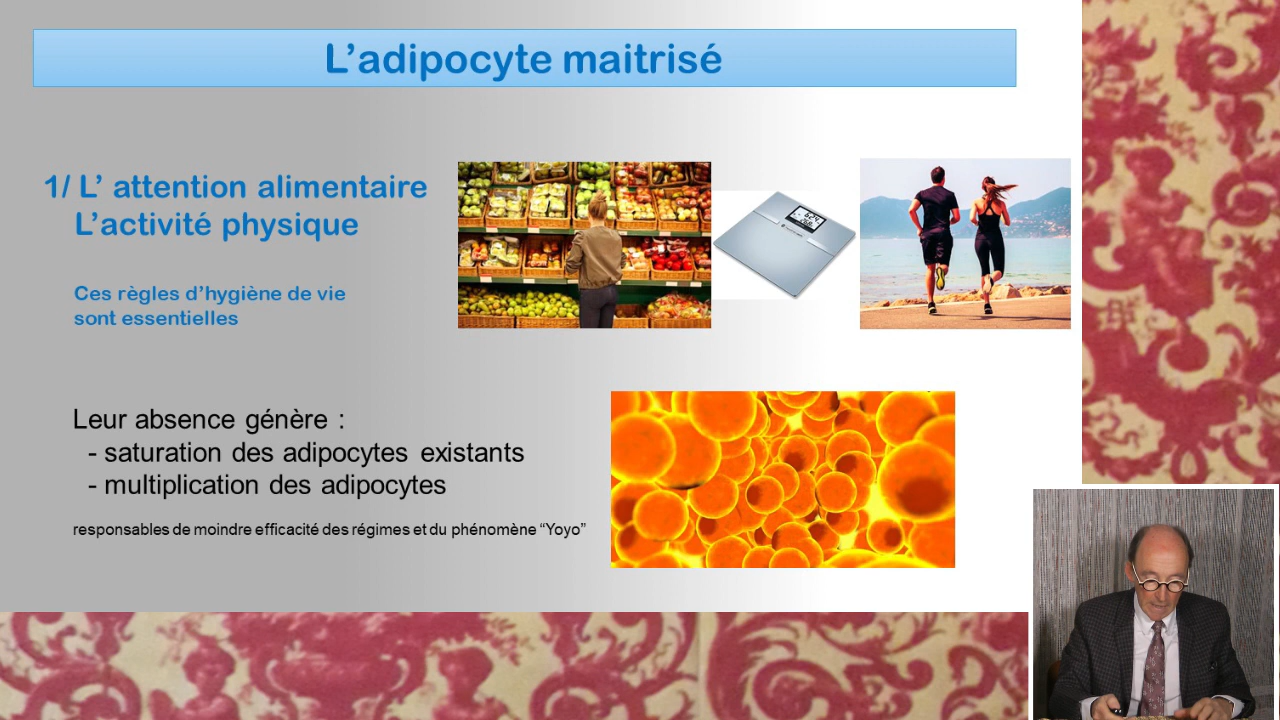 L’adipocyte maitrisé
1/ L’ attention alimentaire
L’activité physique
Ces règles d’hygiène de vie
sont essentielles
Leur absence génère :
- saturation des adipocytes existants
- multiplication des adipocytes
responsables de moindre efficacité des régimes et du phénomène “Yoyo”